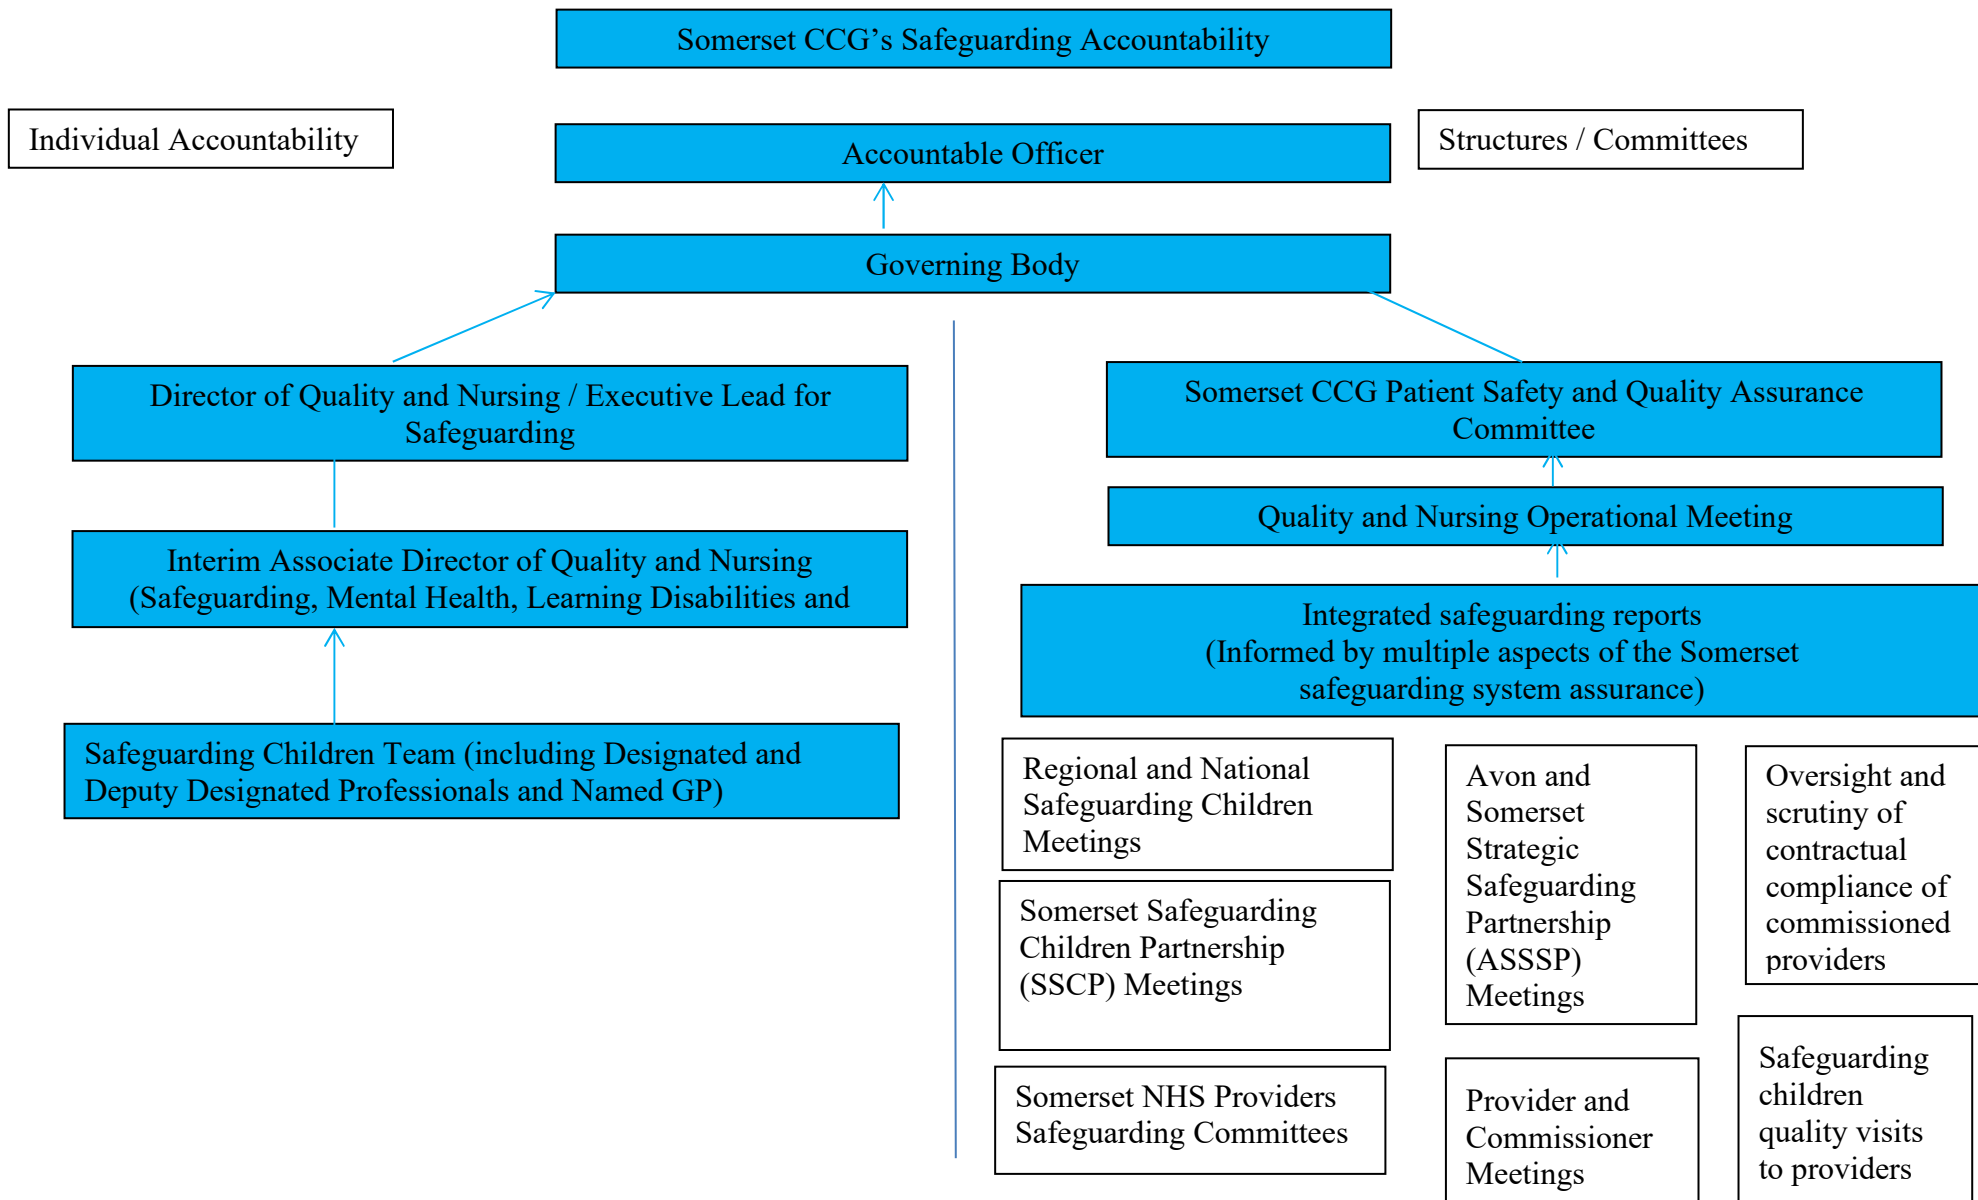 Somerset CCG’s Safeguarding Accountability
Individual Accountability
Accountable Officer
Structures / Committees
Governing Body
Director of Quality and Nursing / Executive Lead for
Safeguarding
Somerset CCG Patient Safety and Quality Assurance
Committee
Quality and Nursing Operational Meeting
Interim Associate Director of Quality and Nursing
(Safeguarding, Mental Health, Learning Disabilities and
Integrated safeguarding reports
(Informed by multiple aspects of the Somerset
safeguarding system assurance)
Safeguarding Children Team (including Designated and
Deputy Designated Professionals and Named GP)
Regional and National
Safeguarding Children
Meetings
Avon and
Somerset
Strategic
Safeguarding
Partnership
(ASSSP)
Meetings
Oversight and
scrutiny of
contractual
compliance of
commissioned
providers
Somerset Safeguarding
Children Partnership
(SSCP) Meetings
Somerset NHS Providers
Safeguarding Committees
Provider and
Commissioner
Meetings
Safeguarding
children
quality visits
to providers